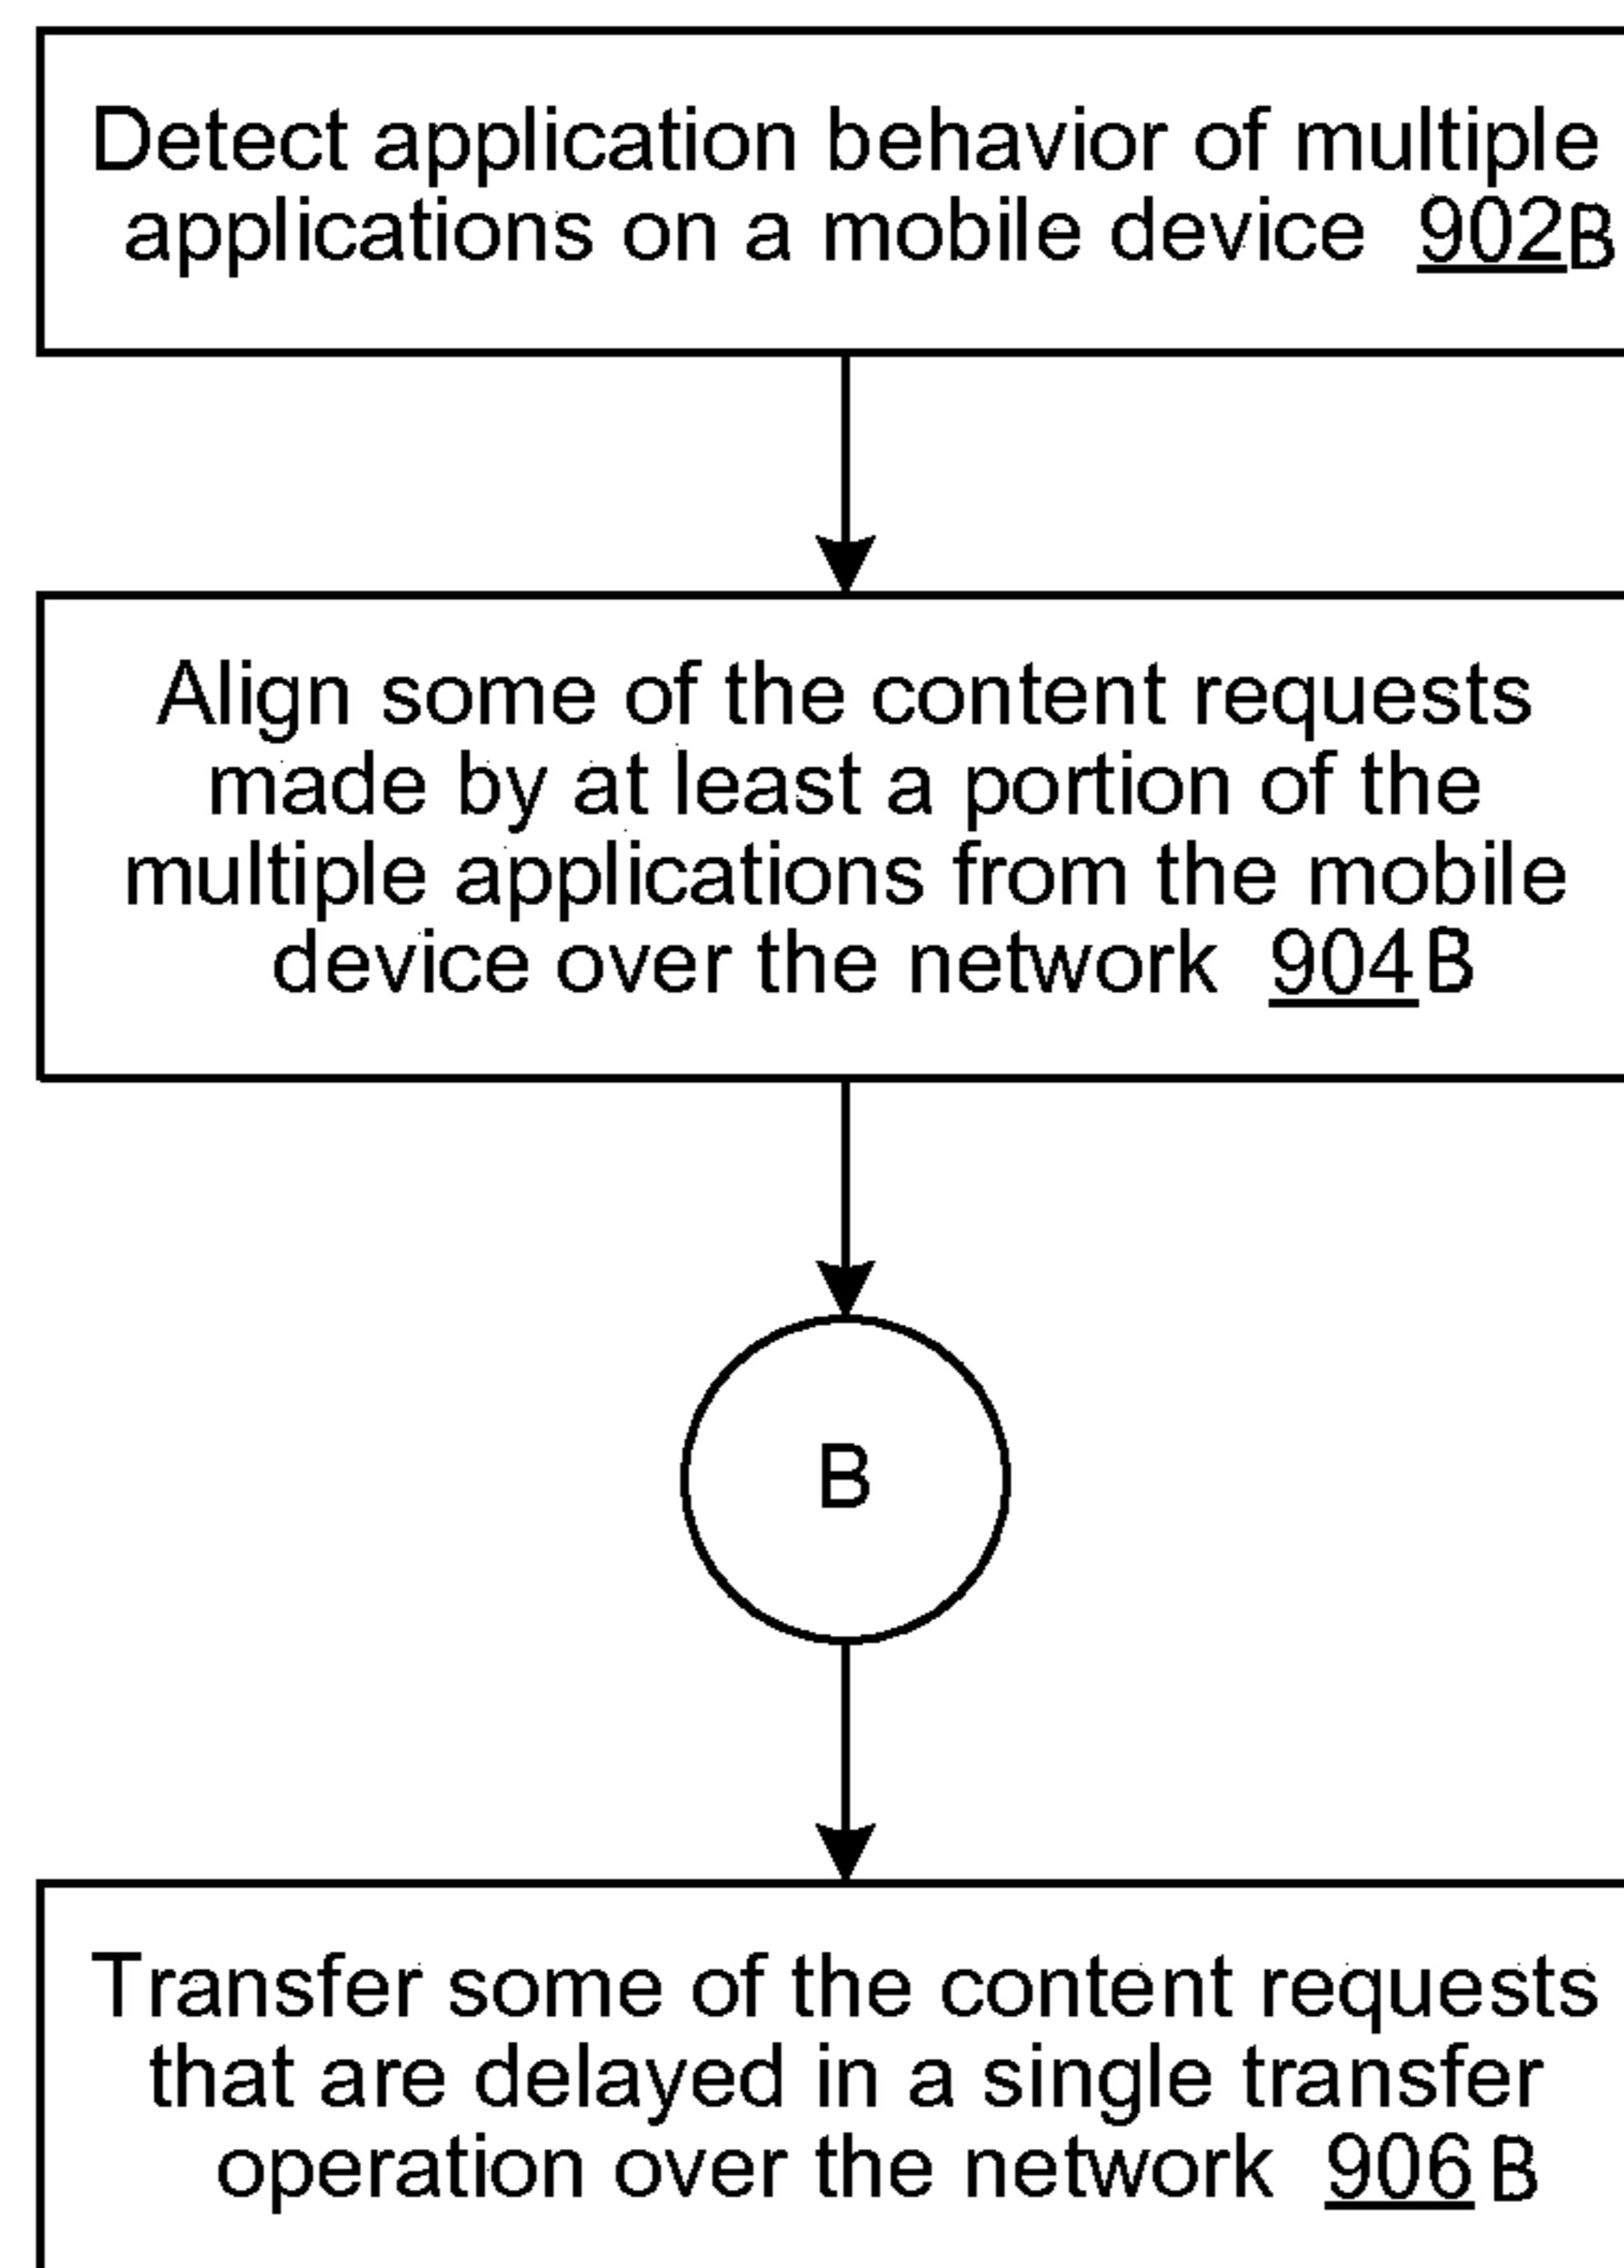 Detect application behavior of multiple
applications on a mobile device 902B
Align some of the content requests
made by at least a portion of the
multiple applications from the mobile
device over the network 904B
B
Transfer some of the content requests
that are delayed in a single transfer
operation over the network 906B